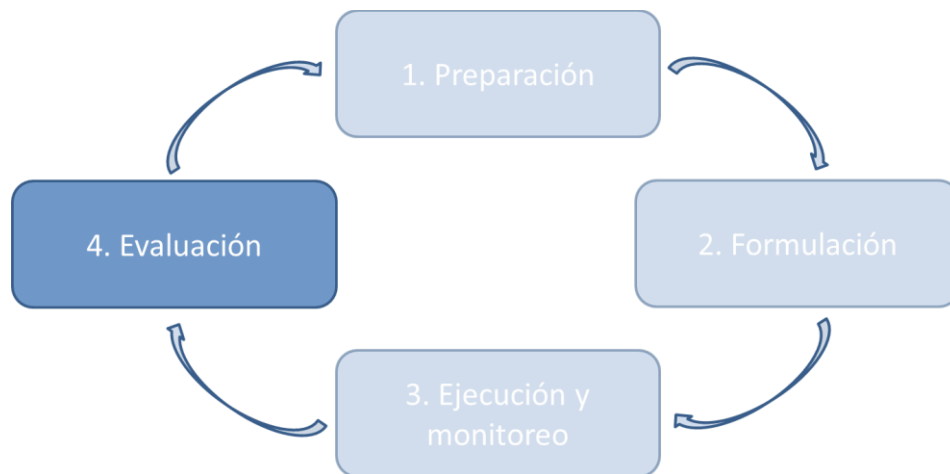 1. Preparación
4. Evaluación
2. Formulación
3. Ejecución y
monitoreo